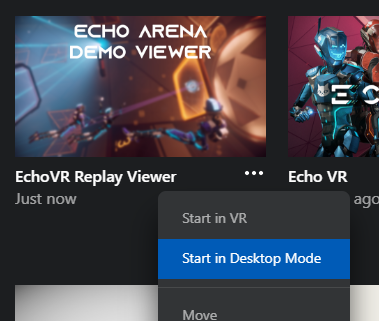 ECHO ARENA
DEMO VIEWER
EchoVR Replay Viewer
Just now
Echo VR
ago
Start in VR
Start in Desktop Mode
Move